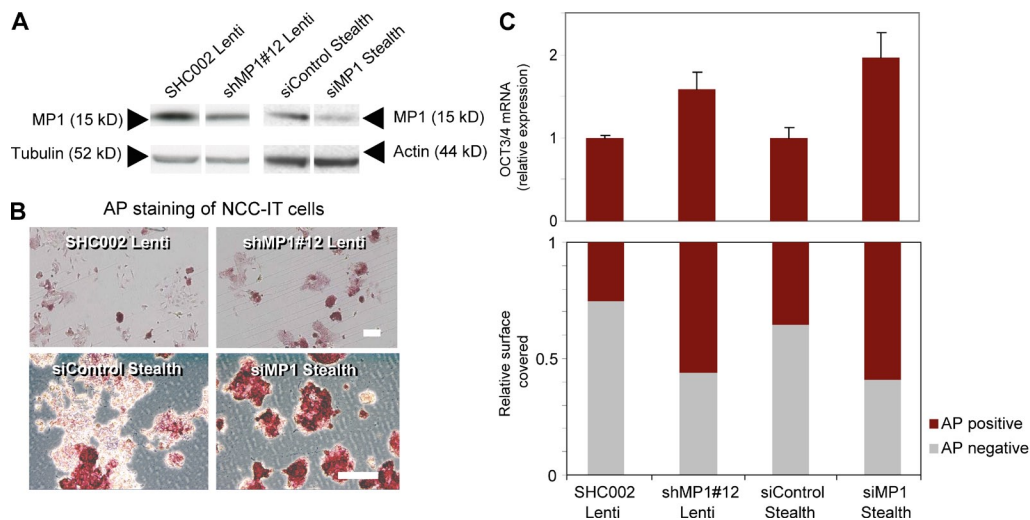 A
SHC002 Lenti
shMP1#12 Lenti
siControl Stealth
siMP1 Stealth
MP1 (15 kD)
MP1 (15 kD)
Tubulin (52 kD)
Actin (44 kD)
B
AP staining of NCC-IT cells
SHC002 Lenti
shMP1#12 Lenti
siControl Stealth
siMP1 Stealth
C
OCT3/4 mRNA
(relative expression)
2
1
0
Relative surface
covered
1
0.5
0
AP positive
AP negative
SHC002
Lenti
shMP1#12
Lenti
siControl
Stealth
siMP1
Stealth